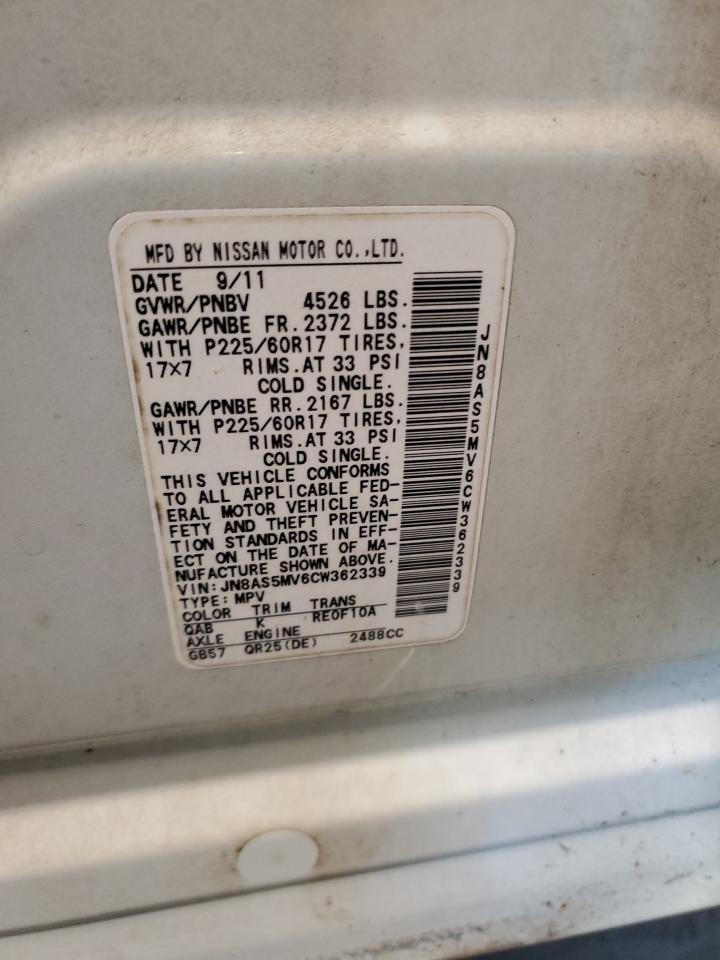 MFD BY NISSAN MOTOR CO.,LTD.
DATE 9/11
GVWR/PNBV 4526 LBS.
GAWR/PNBE FR.2372 LBS.
WITH P225/60R17 TIRES,
17×7 RIMS.AT 33 PSI
COLD SINGLE.
GAWR/PNBE RR.2167 LBS.
WITH P225/60R17 TIRES,
17×7 RIMS.AT 33 PSI
COLD SINGLE.
THIS VEHICLE CONFORMS
TO ALL APPLICABLE FED-
ERAL MOTOR VEHICLE SA-
FETY AND THEFT PREVEN-
TION STANDARDS IN EFF-
ECT ON THE DATE OF MA-
NUFACTURE SHOWN ABOVE.
VIN:JN8AS5MV6CW362339
TYPE:MPV
COLOR TRIM TRANS
QAB K RE0F10A
AXLE ENGINE
GB57 QR25(DE) 2488CC
JN8AS5MV6CW362339